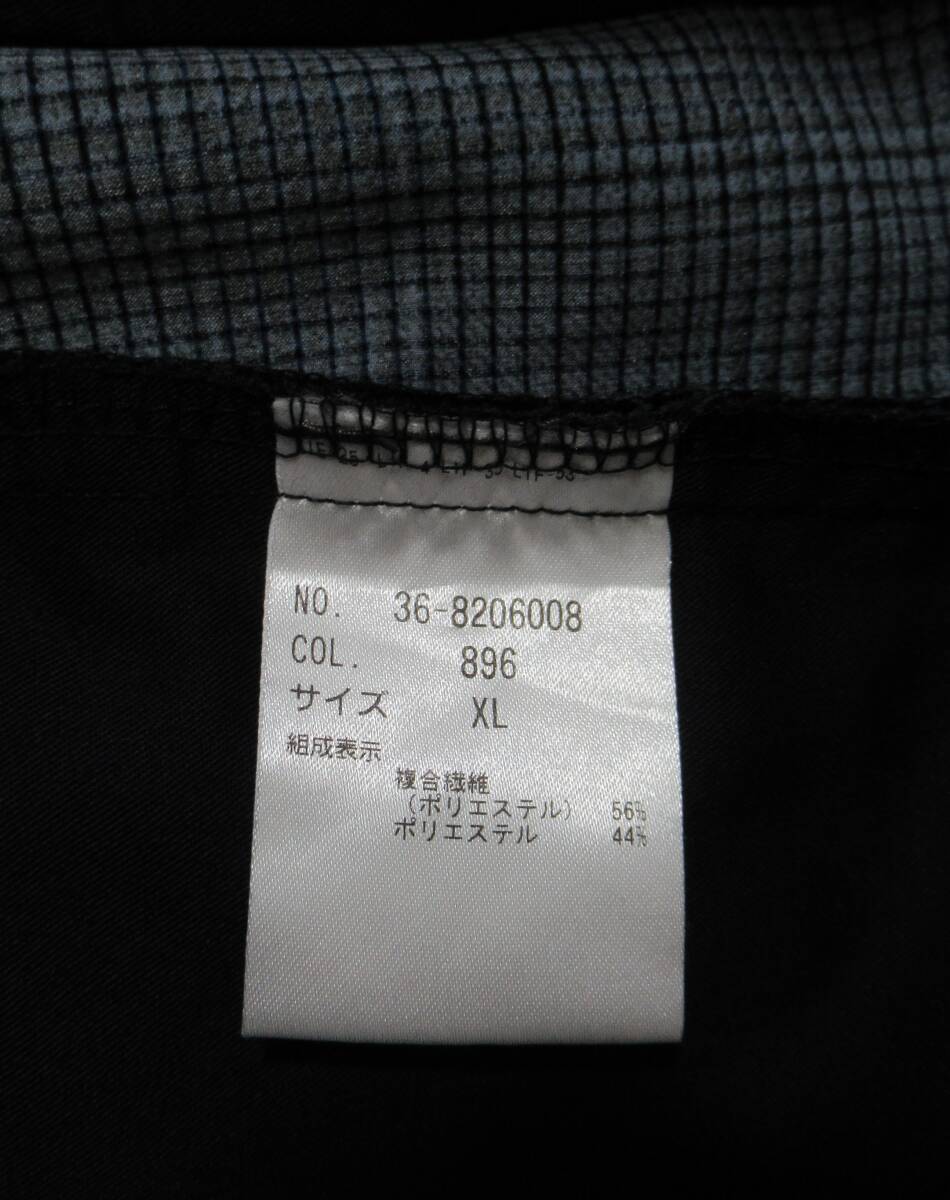 NO. 36-8206008
COL. 896
サイズ XL
組成表示
複合繊維
(ポリエステル) 56%
ポリエステル 44%